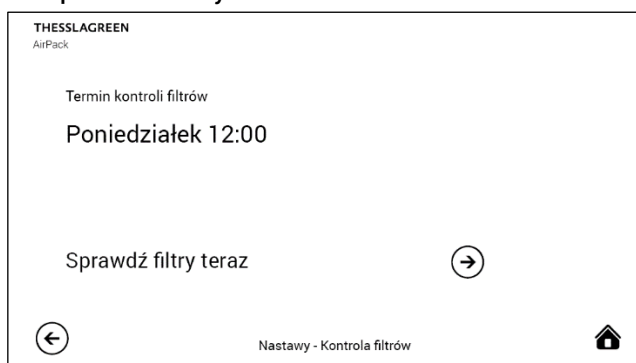 THESSLAGREEN
AirPack
Termin kontroli filtrów
Poniedziałek 12:00
Sprawdź filtry teraz
Nastawy - Kontrola filtrów